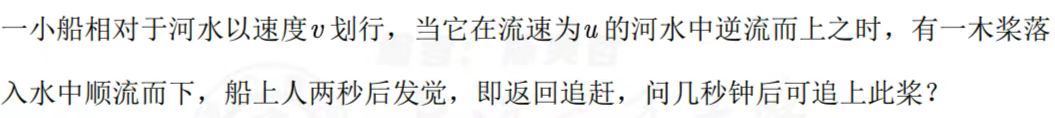 一小船相对于河水以速度v划行，当它在流速为u的河水中逆流而上之时，有一木桨落
入水中顺流而下，船上人两秒后发觉，即返回追赶，问几秒钟后可追上此桨？